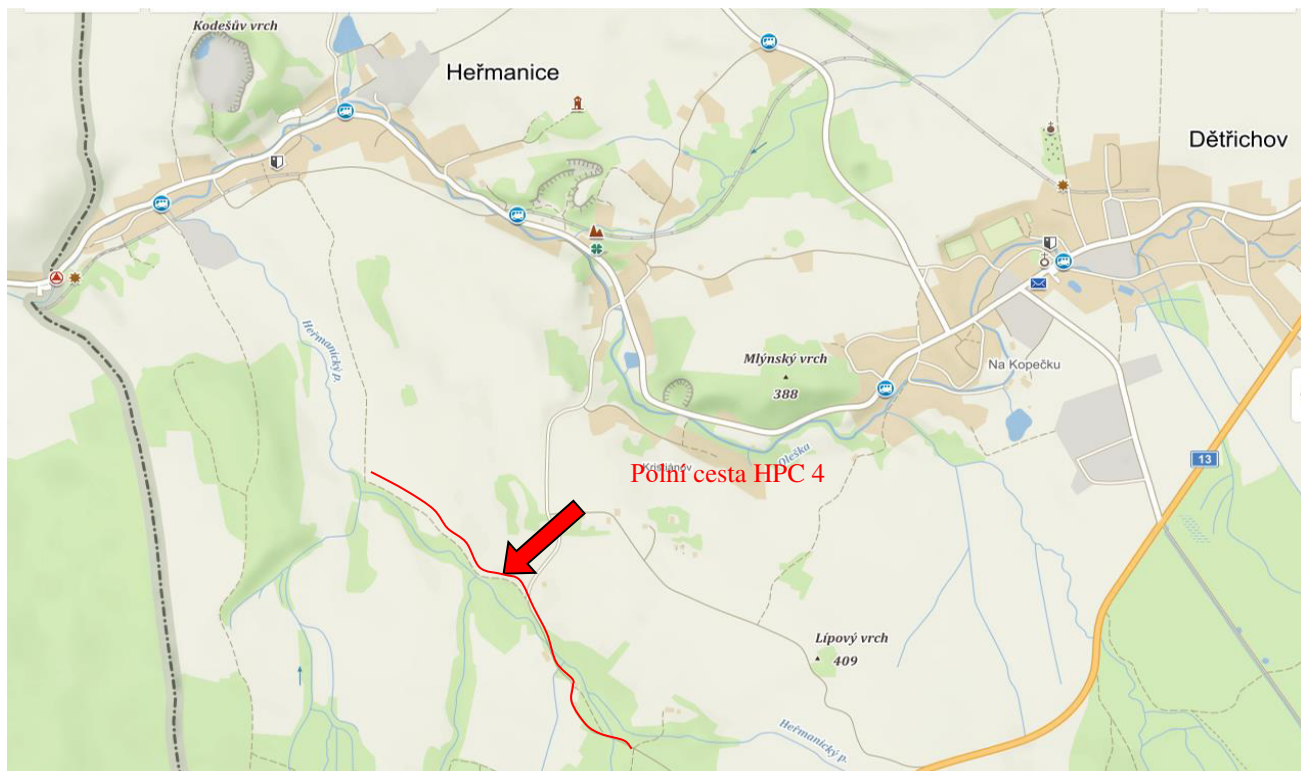 Kodešův vrch
Heřmanice
Dětřichov
Heřmanický p.
Mlýnský vrch
388
Na Kopečku
Oleška
Kristiánov
Polní cesta HPC 4
13
Lípový vrch
409
Heřmanický p.